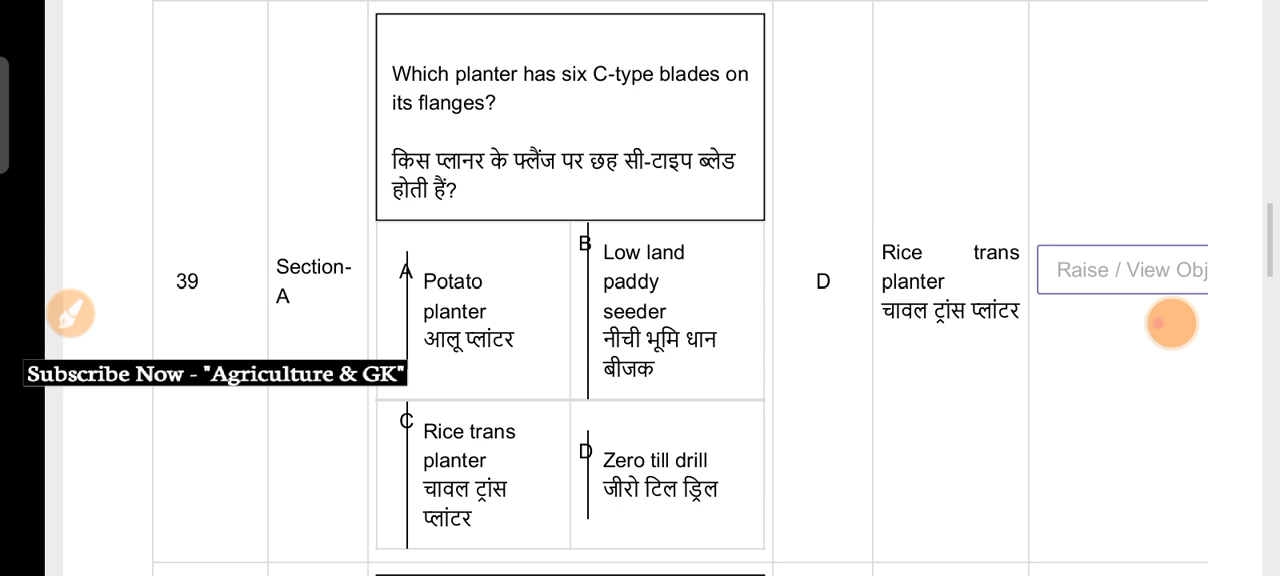 Which planter has six C-type blades on
its flanges?
किस प्लानर के फ्लैंज पर छह सी-टाइप ब्लेड
होती हैं?
39
Section-
A
A
Potato
planter
आलू प्लांटर
B
Low land
paddy
seeder
नीची भूमि धान
बीजक
C
Rice trans
planter
चावल ट्रांस
प्लांटर
D
Zero till drill
जीरो टिल ड्रिल
D
Rice trans
planter
चावल ट्रांस प्लांटर
Raise / View Obj
Subscribe Now - "Agriculture & GK"